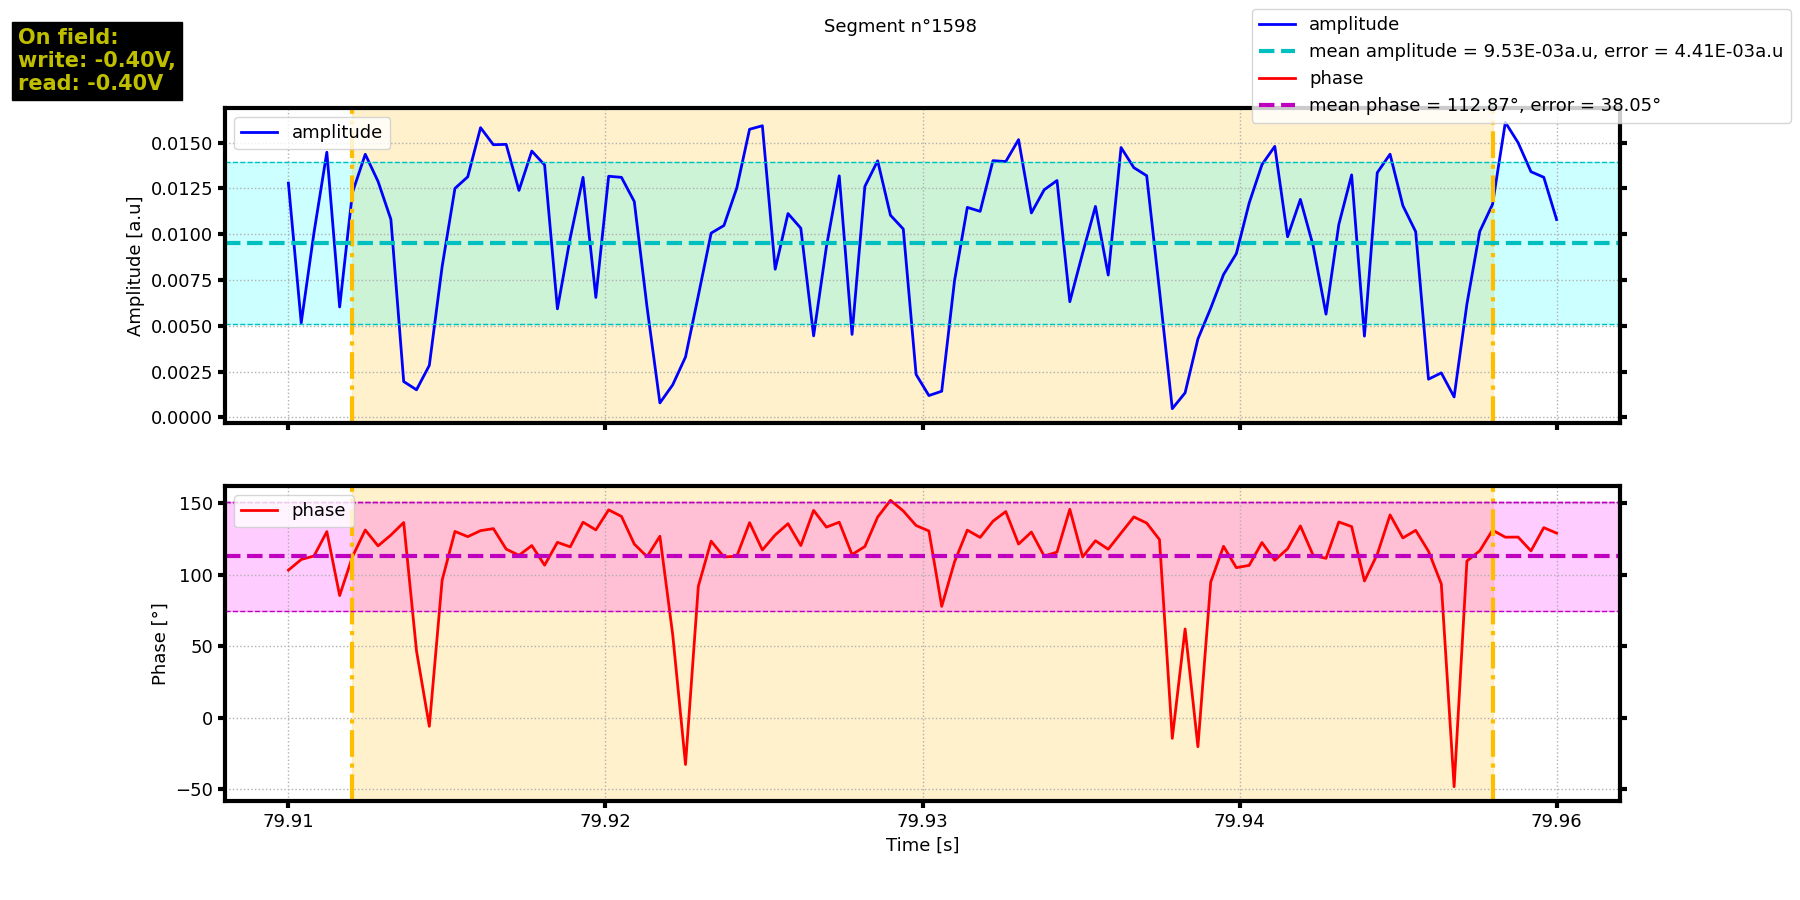 On field:
write: -0.40V,
read: -0.40V
Segment n°1598
amplitude
mean amplitude = 9.53E-03a.u, error = 4.41E-03a.u
phase
mean phase = 112.87°, error = 38.05°
amplitude
Amplitude [a.u]
0.0150
0.0125
0.0100
0.0075
0.0050
0.0025
0.0000
phase
Phase [°]
150
100
50
0
−50
79.91
79.92
79.93
79.94
79.96
Time [s]